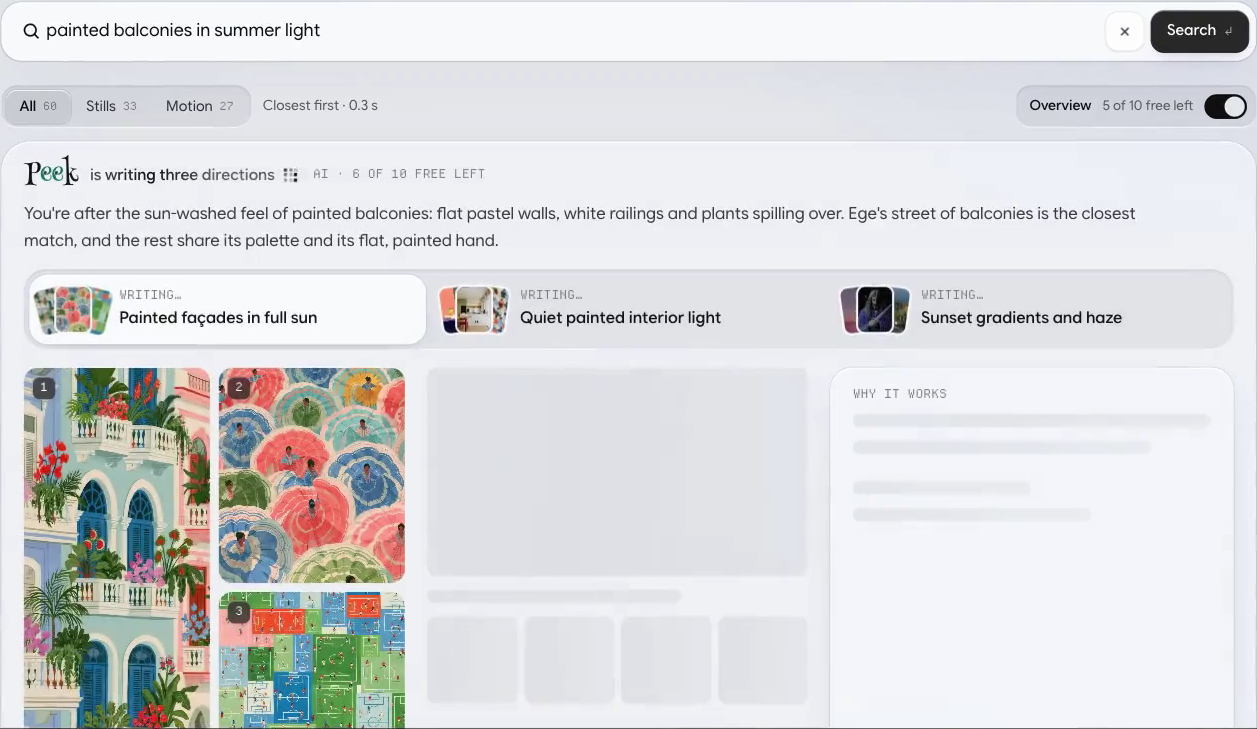 painted balconies in summer light
Search
All 60 Stills 33 Motion 27 Closest first · 0.3 s
Overview 5 of 10 free left
Peek is writing three directions AI · 6 OF 10 FREE LEFT
You're after the sun-washed feel of painted balconies: flat pastel walls, white railings and plants spilling over. Ege's street of balconies is the closest
match, and the rest share its palette and its flat, painted hand.
WRITING…
Painted façades in full sun
WRITING…
Quiet painted interior light
WRITING…
Sunset gradients and haze
1
2
3
WHY IT WORKS